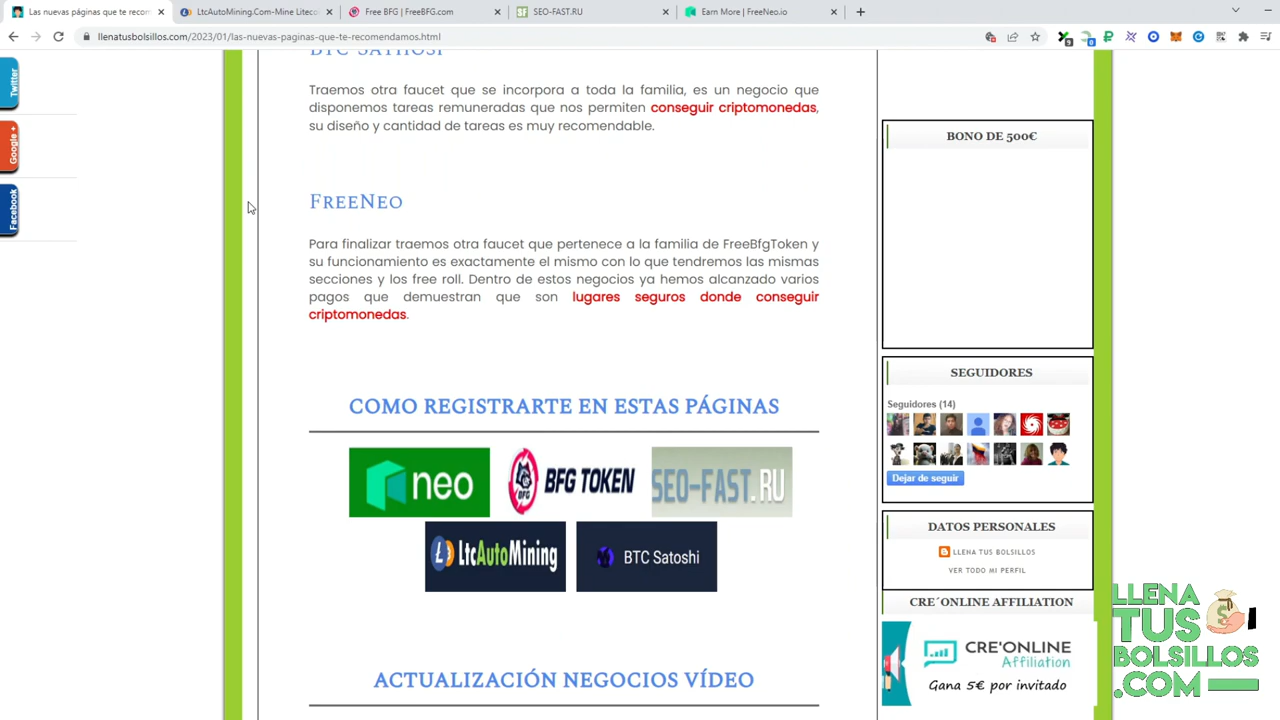 Las nuevas páginas que te recom
LtcAutoMining.Com-Mine Litecc
Free BFG | FreeBFG.com
SEO-FAST.RU
Earn More | FreeNeo.io
llenatusbolsillos.com/2023/01/las-nuevas-paginas-que-te-recomendamos.html
Twitter
Google +
Facebook
BTC SATHOSI
Traemos otra faucet que se incorpora a toda la familia, es un negocio que
disponemos tareas remuneradas que nos permiten conseguir criptomonedas,
su diseño y cantidad de tareas es muy recomendable.
FREENEO
Para finalizar traemos otra faucet que pertenece a la familia de FreeBfgToken y
su funcionamiento es exactamente el mismo con lo que tendremos las mismas
secciones y los free roll. Dentro de estos negocios ya hemos alcanzado varios
pagos que demuestran que son lugares seguros donde conseguir
criptomonedas.
COMO REGISTRARTE EN ESTAS PÁGINAS
neo
BFG TOKEN
SEO-FAST.RU
LtcAutoMining
BTC Satoshi
ACTUALIZACIÓN NEGOCIOS VÍDEO
BONO DE 500€
SEGUIDORES
Seguidores (14)
Dejar de seguir
DATOS PERSONALES
LLENA TUS BOLSILLOS
VER TODO MI PERFIL
CRE´ONLINE AFFILIATION
CRE'ONLINE
Affiliation
Gana 5€ por invitado
LLENA
TUS
BOLSILLOS
.COM